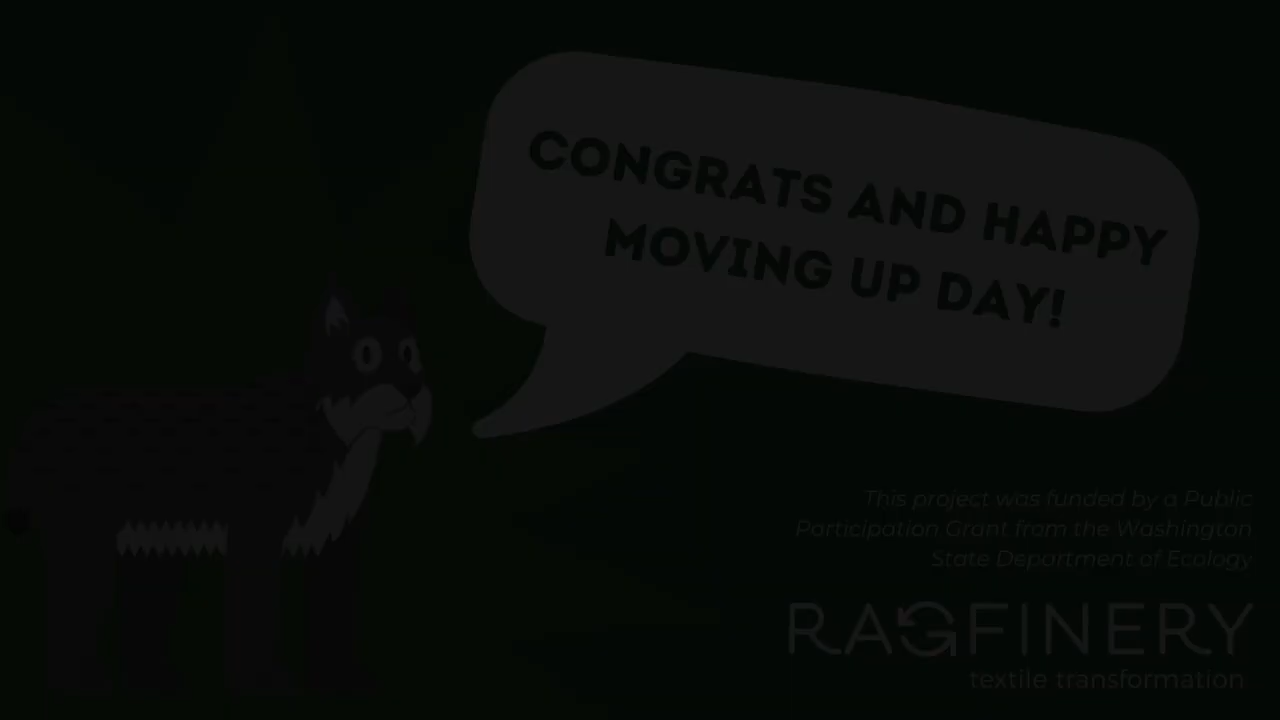 CONGRATS AND HAPPY
MOVING UP DAY!
This project was funded by a Public
Participation Grant from the Washington
State Department of Ecology
RAGFINERY
textile transformation